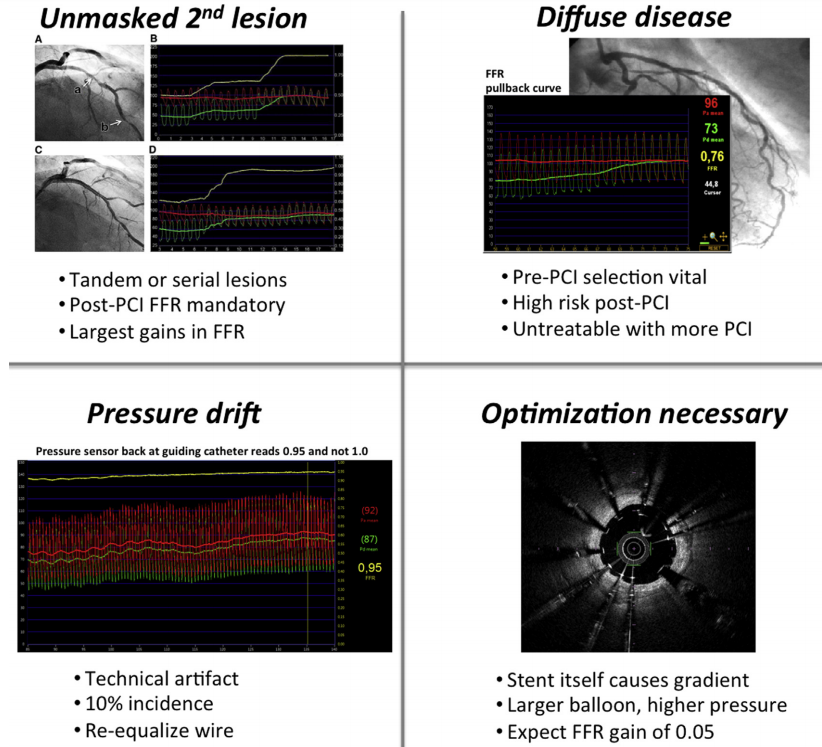 Unmasked 2nd lesion
A
B
a
b
C
D
• Tandem or serial lesions
• Post-PCI FFR mandatory
• Largest gains in FFR
Diffuse disease
FFR
pullback curve
96
Pa mean
73
Pd mean
0,76
FFR
44,8
Cursor
RESET
• Pre-PCI selection vital
• High risk post-PCI
• Untreatable with more PCI
Pressure drift
Pressure sensor back at guiding catheter reads 0.95 and not 1.0
(92)
Pa mean
(87)
Pd mean
0,95
FFR
• Technical artifact
• 10% incidence
• Re-equalize wire
Optimization necessary
• Stent itself causes gradient
• Larger balloon, higher pressure
• Expect FFR gain of 0.05